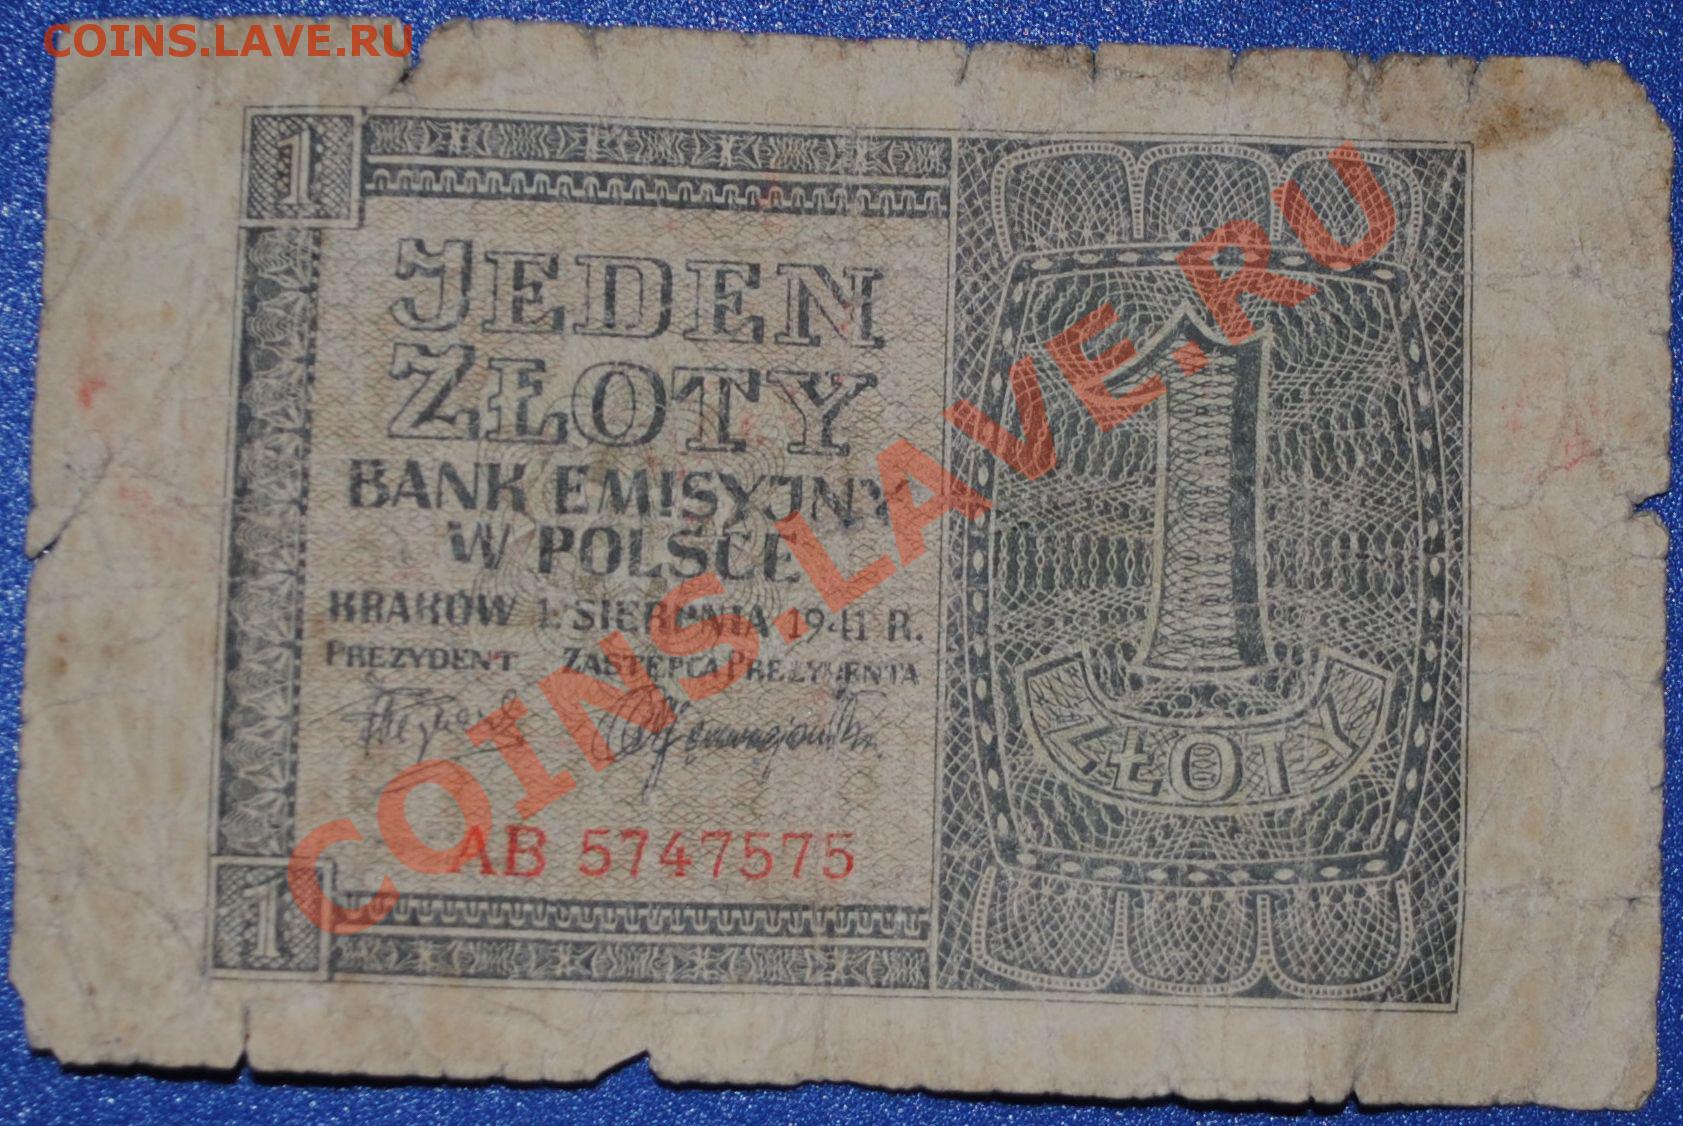 COINS.LAVE.RU
1
JEDEN
ZŁOTY
BANK EMISYJNY
W POLSCE
KRAKÓW 1. SIERPNIA 1941 R.
PREZYDENT ZASTĘPCA PREZYDENTA
AB 5747575
1
1
ZŁOTY
COINS.LAVE.RU